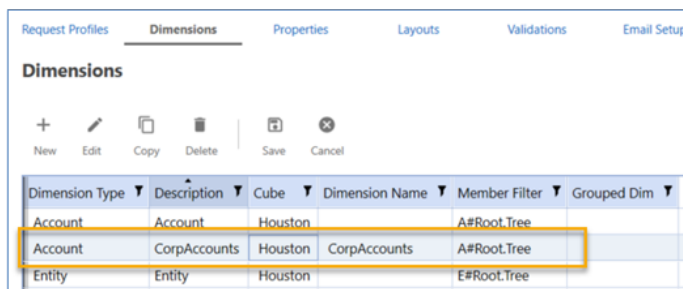 Request Profiles Dimensions Properties Layouts Validations Email Setup
Dimensions
New Edit Copy Delete Save Cancel
Dimension Type Description Cube Dimension Name Member Filter Grouped Dim
Account Account Houston A#Root.Tree
Account CorpAccounts Houston CorpAccounts A#Root.Tree
Entity Entity Houston E#Root.Tree